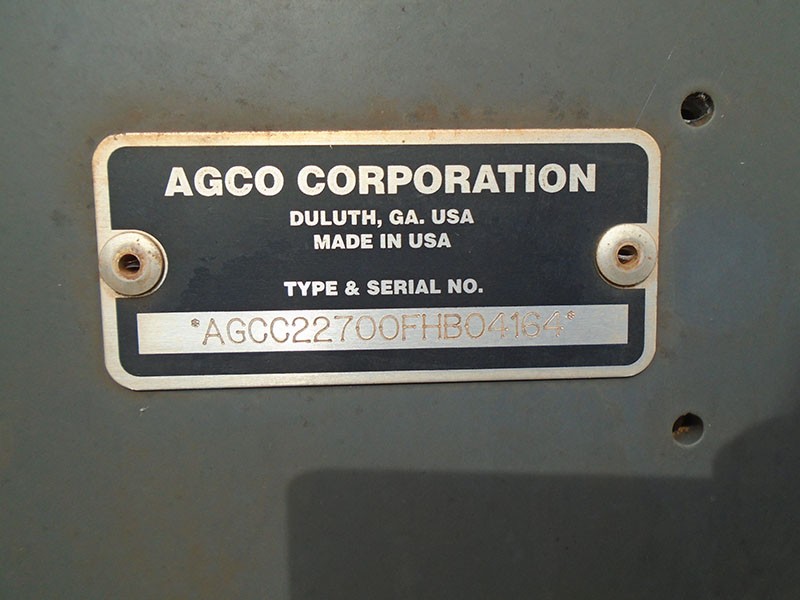 AGCO CORPORATION
DULUTH, GA. USA
MADE IN USA
TYPE & SERIAL NO.
*AGCC22700FHB04164*